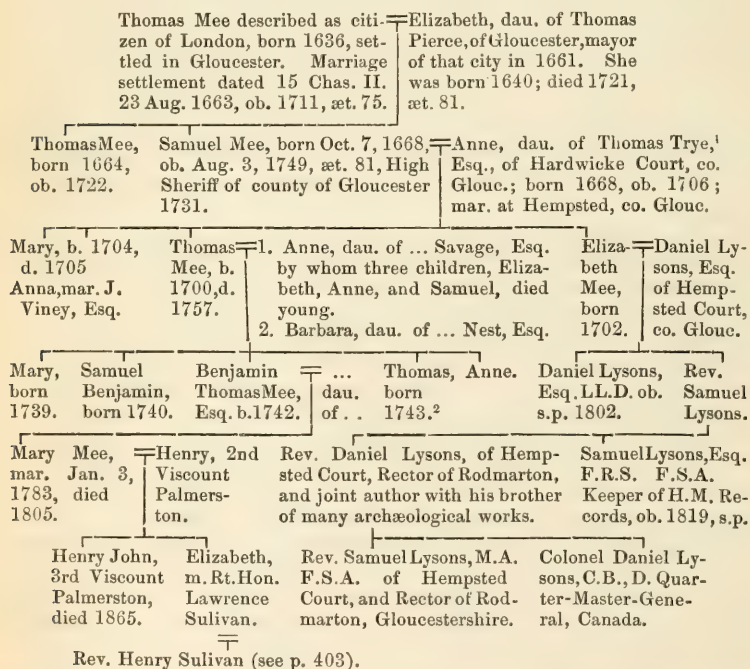 Thomas Mee described as citi-
zen of London, born 1636, set-
tled in Gloucester. Marriage
settlement dated 15 Chas. II.
23 Aug. 1663, ob. 1711, æt. 75.
Elizabeth, dau. of Thomas
Pierce, of Gloucester, mayor
of that city in 1661. She
was born 1640; died 1721,
æt. 81.
Thomas Mee,
born 1664,
ob. 1722.
Samuel Mee, born Oct. 7, 1668,
ob. Aug. 3, 1749, æt. 81, High
Sheriff of county of Gloucester
1731.
Anne, dau. of Thomas Trye,¹
Esq., of Hardwicke Court, co.
Glouc.; born 1668, ob. 1706;
mar. at Hempsted, co. Glouc.
Mary, b. 1704,
d. 1705
Anna, mar. J.
Viney, Esq.
Thomas
Mee, b.
1700, d.
1757.
1. Anne, dau. of ... Savage, Esq.
by whom three children, Eliza-
beth, Anne, and Samuel, died
young.
2. Barbara, dau. of ... Nest, Esq.
Eliza-
beth
Mee,
born
1702.
Daniel Ly-
sons, Esq.
of Hemp-
sted Court,
co. Glouc.
Mary,
born
1739.
Samuel
Benjamin,
born 1740.
Benjamin
Thomas Mee,
Esq. b. 1742.
...
dau.
of . .
Thomas, Anne.
born
1743.²
Daniel Lysons,
Esq. LL.D. ob.
s.p. 1802.
Rev.
Samuel
Lysons.
Mary Mee,
mar. Jan. 3,
1783, died
1805.
Henry, 2nd
Viscount
Palmers-
ton.
Rev. Daniel Lysons, of Hemp-
sted Court, Rector of Rodmarton,
and joint author with his brother
of many archæological works.
Samuel Lysons, Esq.
F.R.S. F.S.A.
Keeper of H.M. Re-
cords, ob. 1819, s.p.
Henry John,
3rd Viscount
Palmerston,
died 1865.
Elizabeth,
m. Rt. Hon.
Lawrence
Sulivan.
Rev. Samuel Lysons, M.A.
F.S.A. of Hempsted
Court, and Rector of Rod-
marton, Gloucestershire.
Colonel Daniel Ly-
sons, C.B., D. Quar-
ter-Master-Gene-
ral, Canada.
Rev. Henry Sulivan (see p. 403).